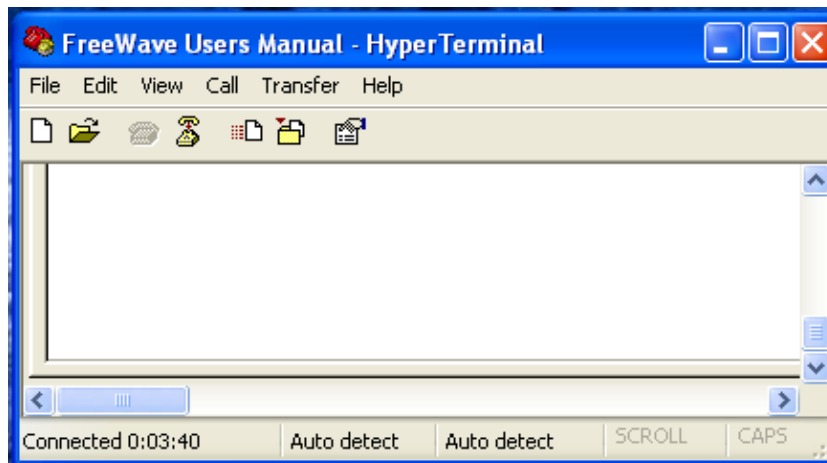 FreeWave Users Manual - HyperTerminal
File Edit View Call Transfer Help
Connected 0:03:40 Auto detect Auto detect SCROLL CAPS